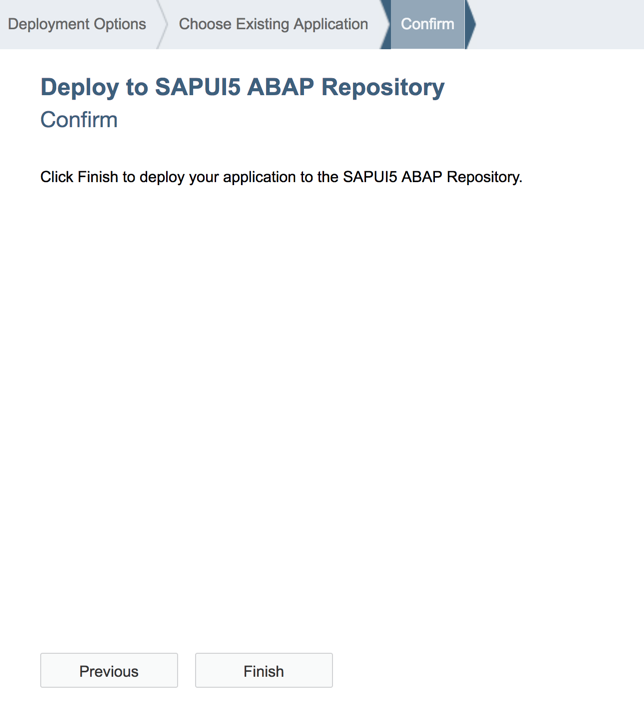 Deployment Options Choose Existing Application Confirm
Deploy to SAPUI5 ABAP Repository
Confirm
Click Finish to deploy your application to the SAPUI5 ABAP Repository.
Previous Finish